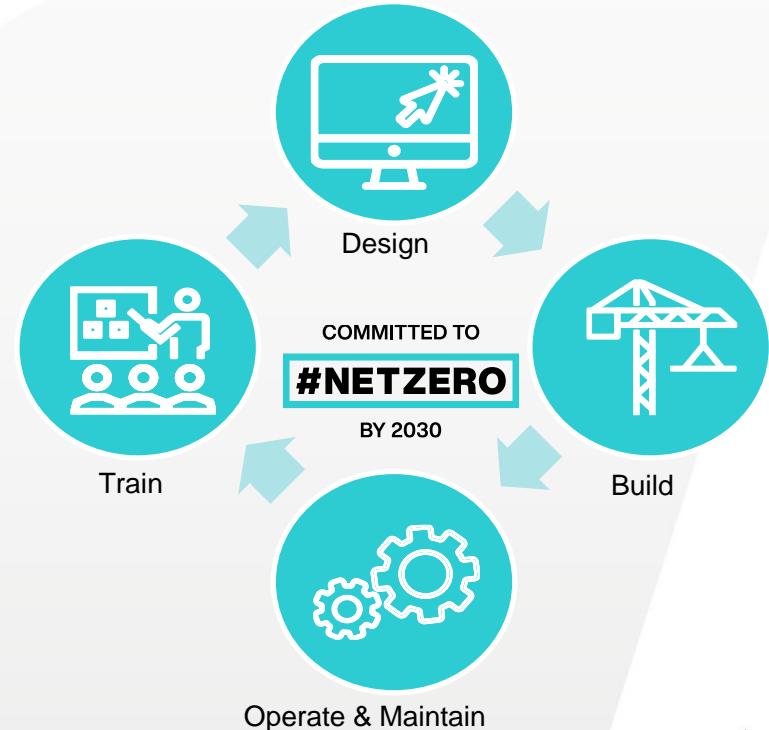 Design
COMMITTED TO
#NETZERO
BY 2030
Train
Build
Operate & Maintain